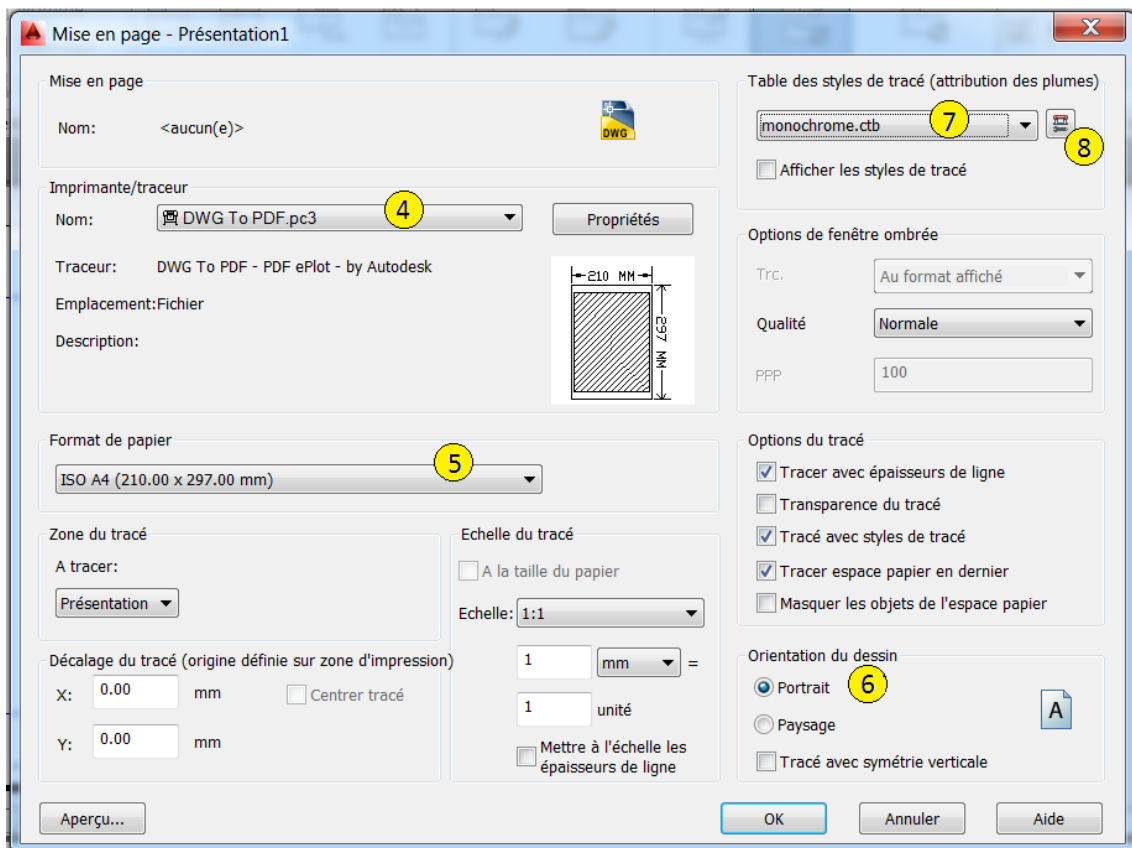 Mise en page - Présentation1
Mise en page
Nom: <aucun(e)>
DWG
Imprimante/traceur
Nom: DWG To PDF.pc3 4
Propriétés
Traceur: DWG To PDF - PDF ePlot - by Autodesk
Emplacement:Fichier
Description:
210 MM
297 MM
Format de papier
ISO A4 (210.00 x 297.00 mm) 5
Zone du tracé
A tracer:
Présentation
Décalage du tracé (origine définie sur zone d'impression)
X: 0.00 mm
Centrer tracé
Y: 0.00 mm
Echelle du tracé
A la taille du papier
Echelle: 1:1
1 mm =
1 unité
Mettre à l'échelle les
épaisseurs de ligne
Table des styles de tracé (attribution des plumes)
monochrome.ctb 7
8
Afficher les styles de tracé
Options de fenêtre ombrée
Trc. Au format affiché
Qualité Normale
PPP 100
Options du tracé
Tracer avec épaisseurs de ligne
Transparence du tracé
Tracé avec styles de tracé
Tracer espace papier en dernier
Masquer les objets de l'espace papier
Orientation du dessin
Portrait 6
Paysage
A
Tracé avec symétrie verticale
Aperçu...
OK
Annuler
Aide